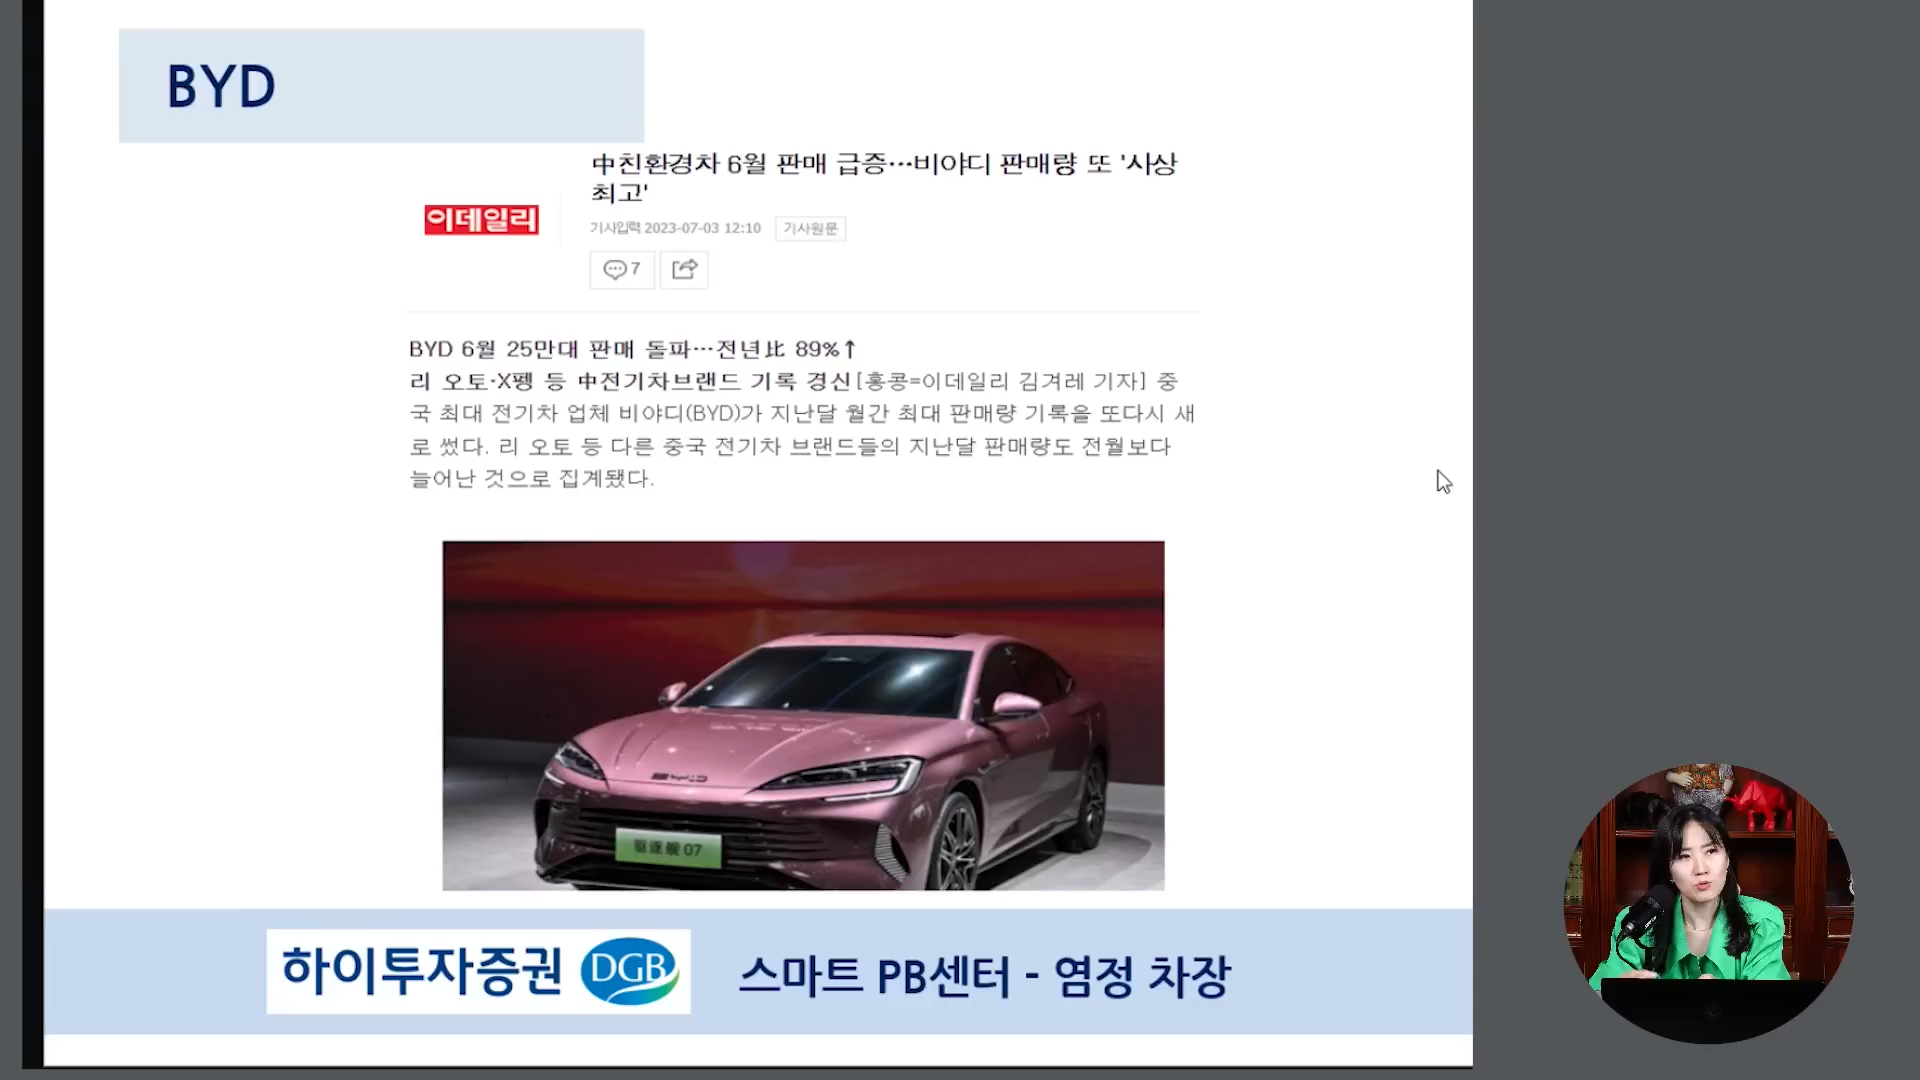 BYD
中친환경차 6월 판매 급증…비야디 판매량 또 '사상
최고'
이데일리
기사입력 2023-07-03 12:10 기사원문
7
BYD 6월 25만대 판매 돌파…전년比 89%↑
리 오토·X펭 등 中전기차브랜드 기록 경신[홍콩=이데일리 김겨레 기자] 중
국 최대 전기차 업체 비야디(BYD)가 지난달 월간 최대 판매량 기록을 또다시 새
로 썼다. 리 오토 등 다른 중국 전기차 브랜드들의 지난달 판매량도 전월보다
늘어난 것으로 집계됐다.
驱逐舰 07
하이투자증권 DGB 스마트 PB센터 - 염정 차장